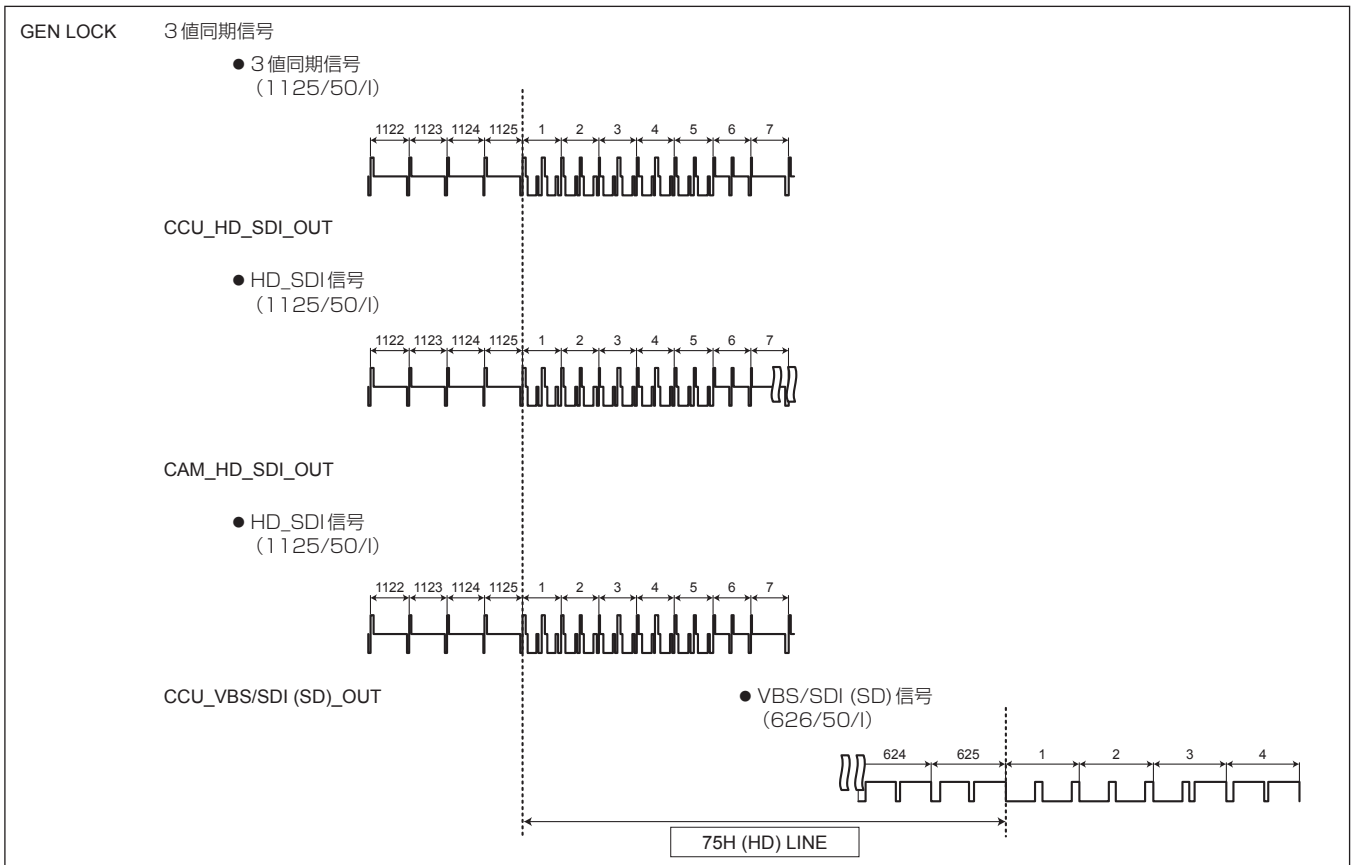 GEN LOCK 3値同期信号
● 3値同期信号
(1125/50/I)
1122 1123 1124 1125 1 2 3 4 5 6 7
CCU_HD_SDI_OUT
● HD_SDI信号
(1125/50/I)
1122 1123 1124 1125 1 2 3 4 5 6 7
CAM_HD_SDI_OUT
● HD_SDI信号
(1125/50/I)
1122 1123 1124 1125 1 2 3 4 5 6 7
CCU_VBS/SDI (SD)_OUT
● VBS/SDI (SD) 信号
(626/50/I)
624 625 1 2 3 4
75H (HD) LINE